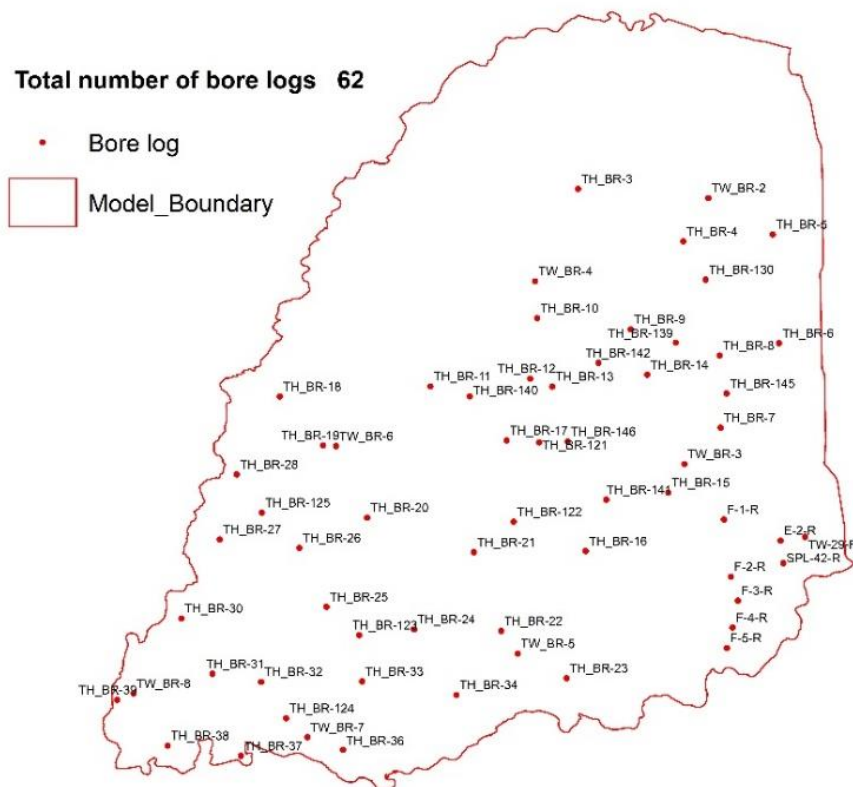 Total number of bore logs 62
Bore log
Model_Boundary
TH_BR-3
TW_BR-2
TH_BR-4
TH_BR-5
TW_BR-4
TH_BR-130
TH_BR-10
TH_BR-9
TH_BR-139
TH_BR-6
TH_BR-142
TH_BR-8
TH_BR-12
TH_BR-14
TH_BR-11
TH_BR-13
TH_BR-140
TH_BR-145
TH_BR-18
TH_BR-7
TH_BR-17
TH_BR-146
TH_BR-121
TH_BR-19
TW_BR-6
TW_BR-3
TH_BR-28
TH_BR-15
TH_BR-141
TH_BR-125
TH_BR-20
TH_BR-122
F-1-R
TH_BR-27
TH_BR-26
TH_BR-21
TH_BR-16
E-2-R
TW-29-R
SPL-42-R
F-2-R
TH_BR-25
F-3-R
TH_BR-30
TH_BR-123
TH_BR-24
TH_BR-22
F-4-R
F-5-R
TW_BR-5
TH_BR-31
TH_BR-32
TH_BR-33
TH_BR-23
TH_BR-39
TW_BR-8
TH_BR-34
TH_BR-124
TH_BR-38
TW_BR-7
TH_BR-37
TH_BR-36